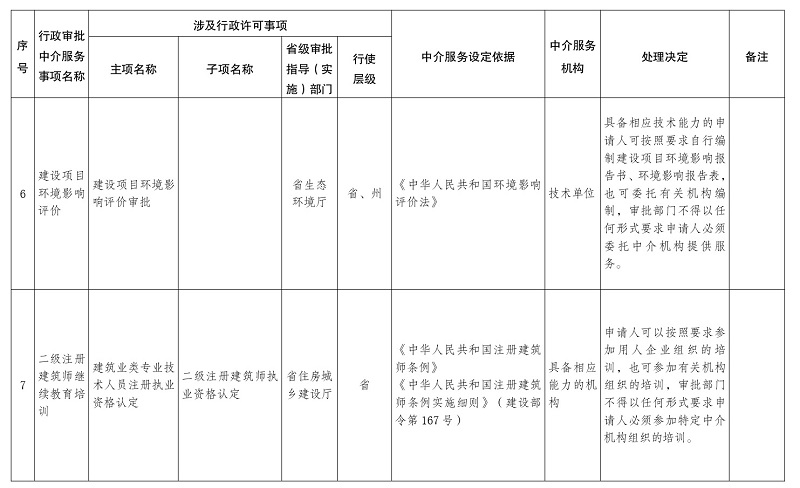 序
号
行政审批
中介服务
事项名称
涉及行政许可事项
主项名称
子项名称
省级审批
指导（实
施）部门
行使
层级
中介服务设定依据
中介服务
机构
处理决定
备注
6
建设项目
环境影响
评价
建设项目环境影
响评价审批
省生态
环境厅
省、州
《中华人民共和国环境影响
评价法》
技术单位
具备相应技术能力的申
请人可按照要求自行编
制建设项目环境影响报
告书、环境影响报告表，
也可委托有关机构编
制，审批部门不得以任
何形式要求申请人必须
委托中介机构提供服
务。
7
二级注册
建筑师继
续教育培
训
建筑业类专业技
术人员注册执业
资格认定
二级注册建筑师执
业资格认定
省住房城
乡建设厅
省
《中华人民共和国注册建筑
师条例》
《中华人民共和国注册建筑
师条例实施细则》（建设部
令第 167 号）
具备相应
能力的机
构
申请人可以按照要求参
加用人企业组织的培
训，也可参加有关机构
组织的培训，审批部门
不得以任何形式要求申
请人必须参加特定中介
机构组织的培训。